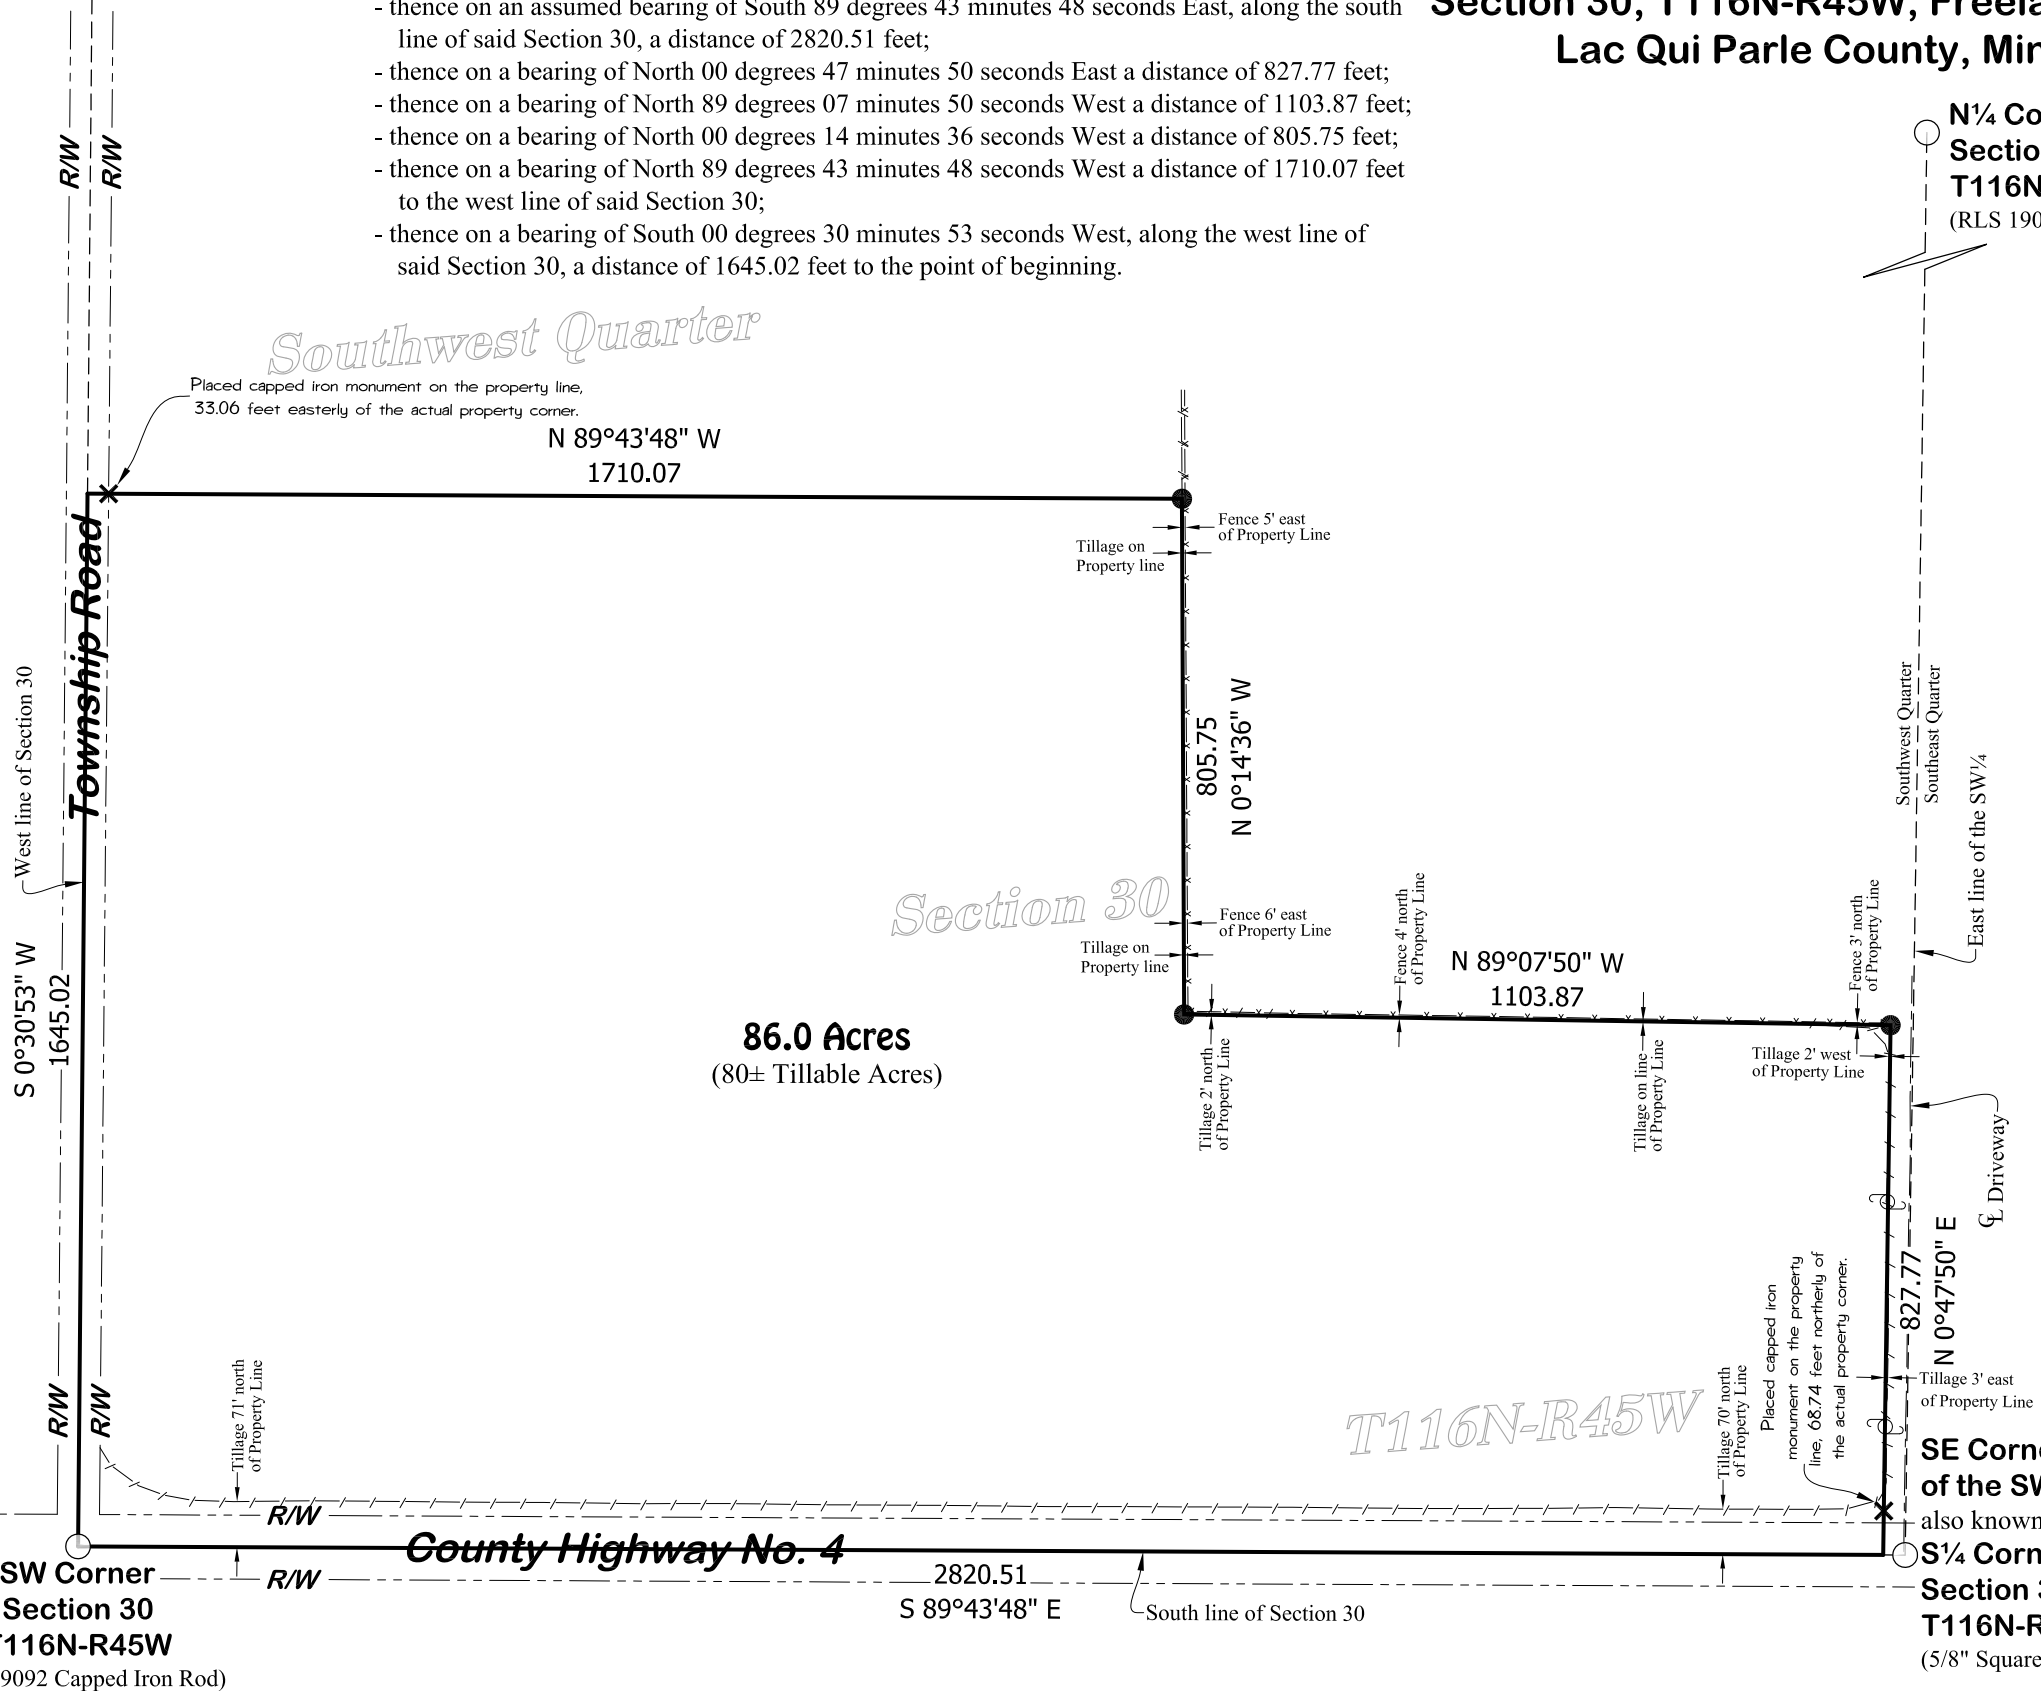 - thence on an assumed bearing of South 89 degrees 43 minutes 48 seconds East, along the south
line of said Section 30, a distance of 2820.51 feet;
- thence on a bearing of North 00 degrees 47 minutes 50 seconds East a distance of 827.77 feet;
- thence on a bearing of North 89 degrees 07 minutes 50 seconds West a distance of 1103.87 feet;
- thence on a bearing of North 00 degrees 14 minutes 36 seconds West a distance of 805.75 feet;
- thence on a bearing of North 89 degrees 43 minutes 48 seconds West a distance of 1710.07 feet
to the west line of said Section 30;
- thence on a bearing of South 00 degrees 30 minutes 53 seconds West, along the west line of
said Section 30, a distance of 1645.02 feet to the point of beginning.
Section 30, T116N-R45W,
Lac Qui Parle County,
N¼
T116N
(RLS
R/W
R/W
Southwest Quarter
Placed capped iron monument on the property line,
33.06 feet easterly of the actual property corner.
N 89°43'48" W
1710.07
Fence 5' east
of Property Line
Tillage on
Property line
Township Road
West line of Section 30
S 0°30'53" W
1645.02
805.75
N 0°14'36" W
Southwest Quarter
Southeast Quarter
East line of the SW¼
Section 30
Fence 6' east
of Property Line
Tillage on
Property line
Fence 4' north
of Property Line
N 89°07'50" W
1103.87
Fence 3' north
of Property Line
86.0 Acres
(80± Tillable Acres)
Tillage 2' north
of Property Line
Tillage on line
of Property Line
Tillage 2' west
of Property Line
℄ Driveway
827.77
N 0°47'50" E
Placed capped iron
monument on the property
line, 68.74 feet northerly of
the actual property corner.
Tillage 3' east
of Property Line
R/W
R/W
Tillage 71' north
of Property Line
T116N-R45W
Tillage 70' north
of Property Line
R/W
County Highway No. 4
R/W
2820.51
S 89°43'48" E
South line of Section 30
SW Corner
Section 30
T116N-R45W
9092 Capped Iron Rod)
SE
of the
also known
S¼
Section
(5/8" Square